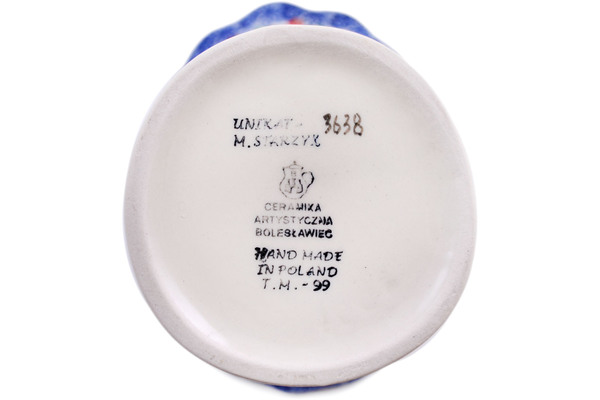 UNIKAT 3638
M. STARZYK
CERAMIKA
ARTYSTYCZNA
BOLESŁAWIEC
HAND MADE
IN POLAND
T.M.-99